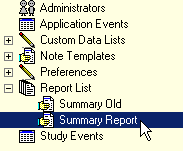 Administrators
Application Events
Custom Data Lists
Note Templates
Preferences
Report List
Summary Old
Summary Report
Study Events